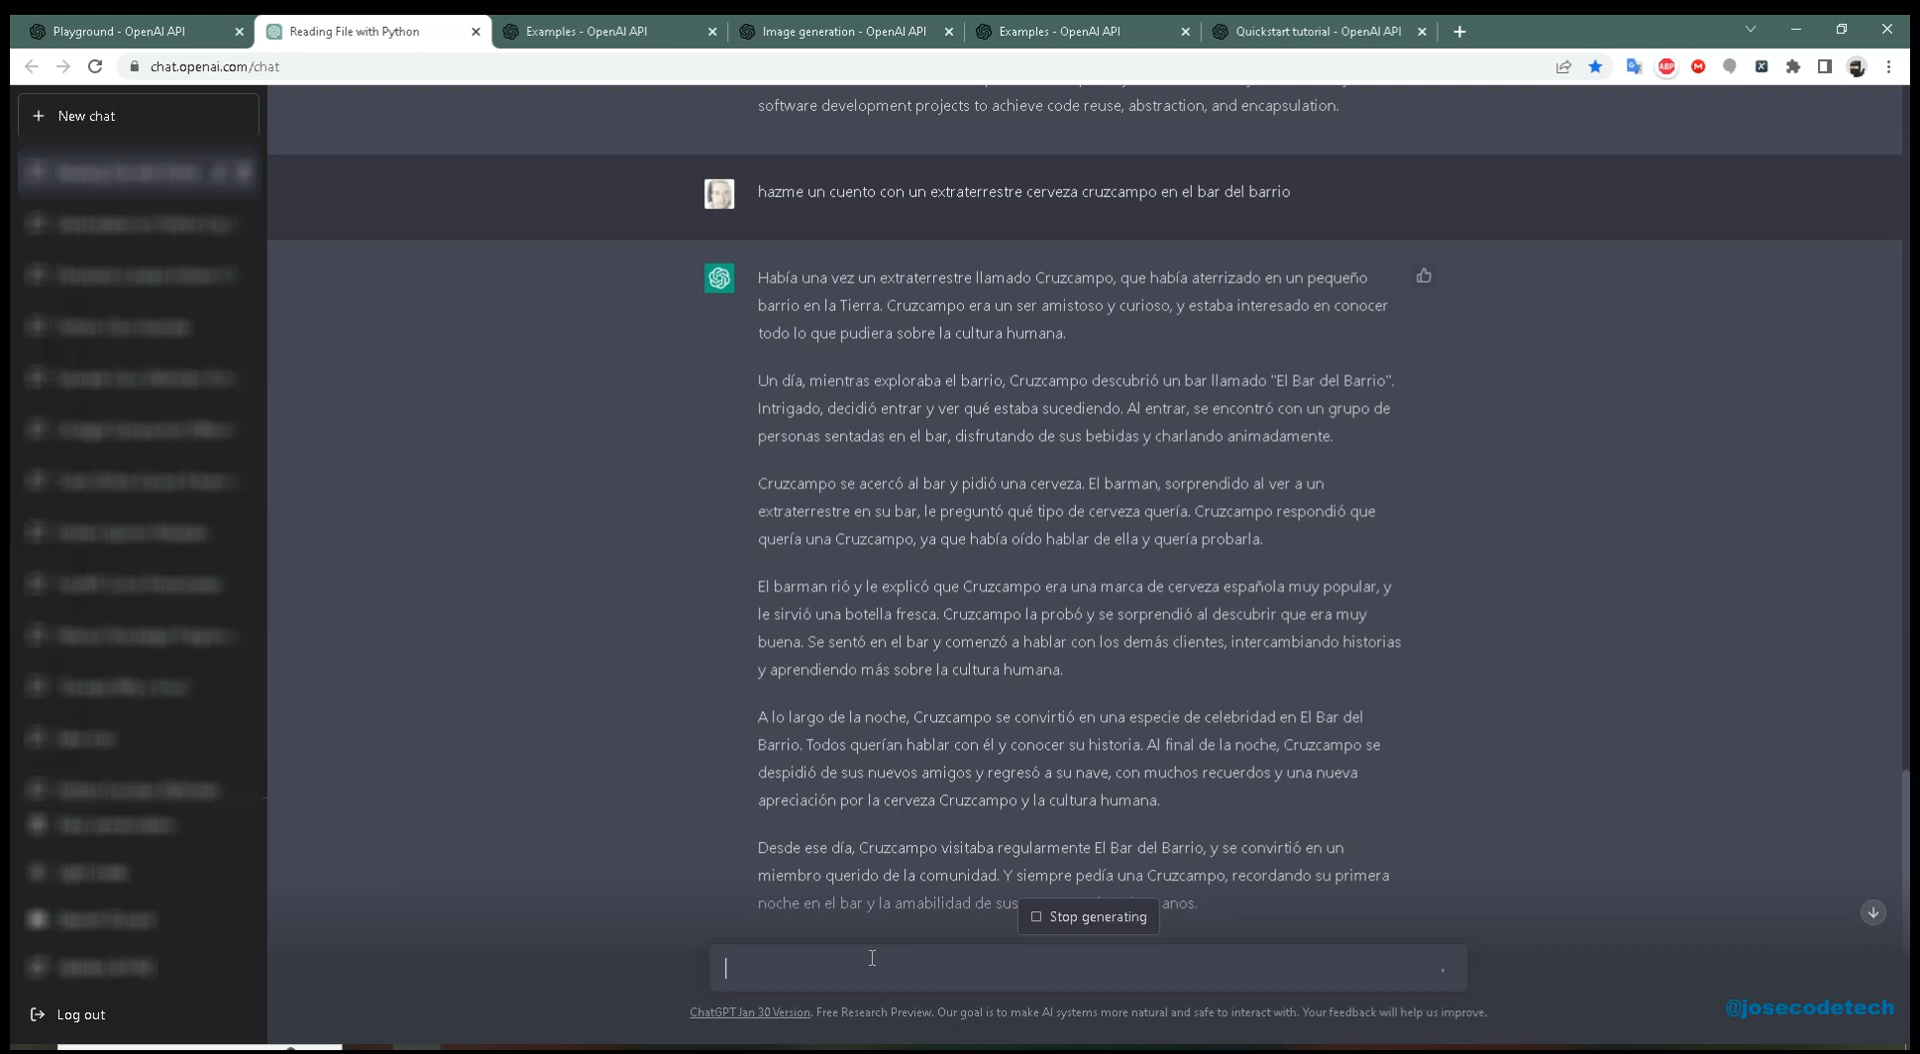 Playground - OpenAI API
Reading File with Python
Examples - OpenAI API
Image generation - OpenAI API
Examples - OpenAI API
Quickstart tutorial - OpenAI API
chat.openai.com/chat
ABP
New chat
software development projects to achieve code reuse, abstraction, and encapsulation.
hazme un cuento con un extraterrestre cerveza cruzcampo en el bar del barrio
Había una vez un extraterrestre llamado Cruzcampo, que había aterrizado en un pequeño
barrio en la Tierra. Cruzcampo era un ser amistoso y curioso, y estaba interesado en conocer
todo lo que pudiera sobre la cultura humana.
Un día, mientras exploraba el barrio, Cruzcampo descubrió un bar llamado "El Bar del Barrio".
Intrigado, decidió entrar y ver qué estaba sucediendo. Al entrar, se encontró con un grupo de
personas sentadas en el bar, disfrutando de sus bebidas y charlando animadamente.
Cruzcampo se acercó al bar y pidió una cerveza. El barman, sorprendido al ver a un
extraterrestre en su bar, le preguntó qué tipo de cerveza quería. Cruzcampo respondió que
quería una Cruzcampo, ya que había oído hablar de ella y quería probarla.
El barman rió y le explicó que Cruzcampo era una marca de cerveza española muy popular, y
le sirvió una botella fresca. Cruzcampo la probó y se sorprendió al descubrir que era muy
buena. Se sentó en el bar y comenzó a hablar con los demás clientes, intercambiando historias
y aprendiendo más sobre la cultura humana.
A lo largo de la noche, Cruzcampo se convirtió en una especie de celebridad en El Bar del
Barrio. Todos querían hablar con él y conocer su historia. Al final de la noche, Cruzcampo se
despidió de sus nuevos amigos y regresó a su nave, con muchos recuerdos y una nueva
apreciación por la cerveza Cruzcampo y la cultura humana.
Desde ese día, Cruzcampo visitaba regularmente El Bar del Barrio, y se convirtió en un
miembro querido de la comunidad. Y siempre pedía una Cruzcampo, recordando su primera
noche en el bar y la amabilidad de sus anos.
Stop generating
ChatGPT Jan 30 Version. Free Research Preview. Our goal is to make AI systems more natural and safe to interact with. Your feedback will help us improve.
Log out
@josecodetech